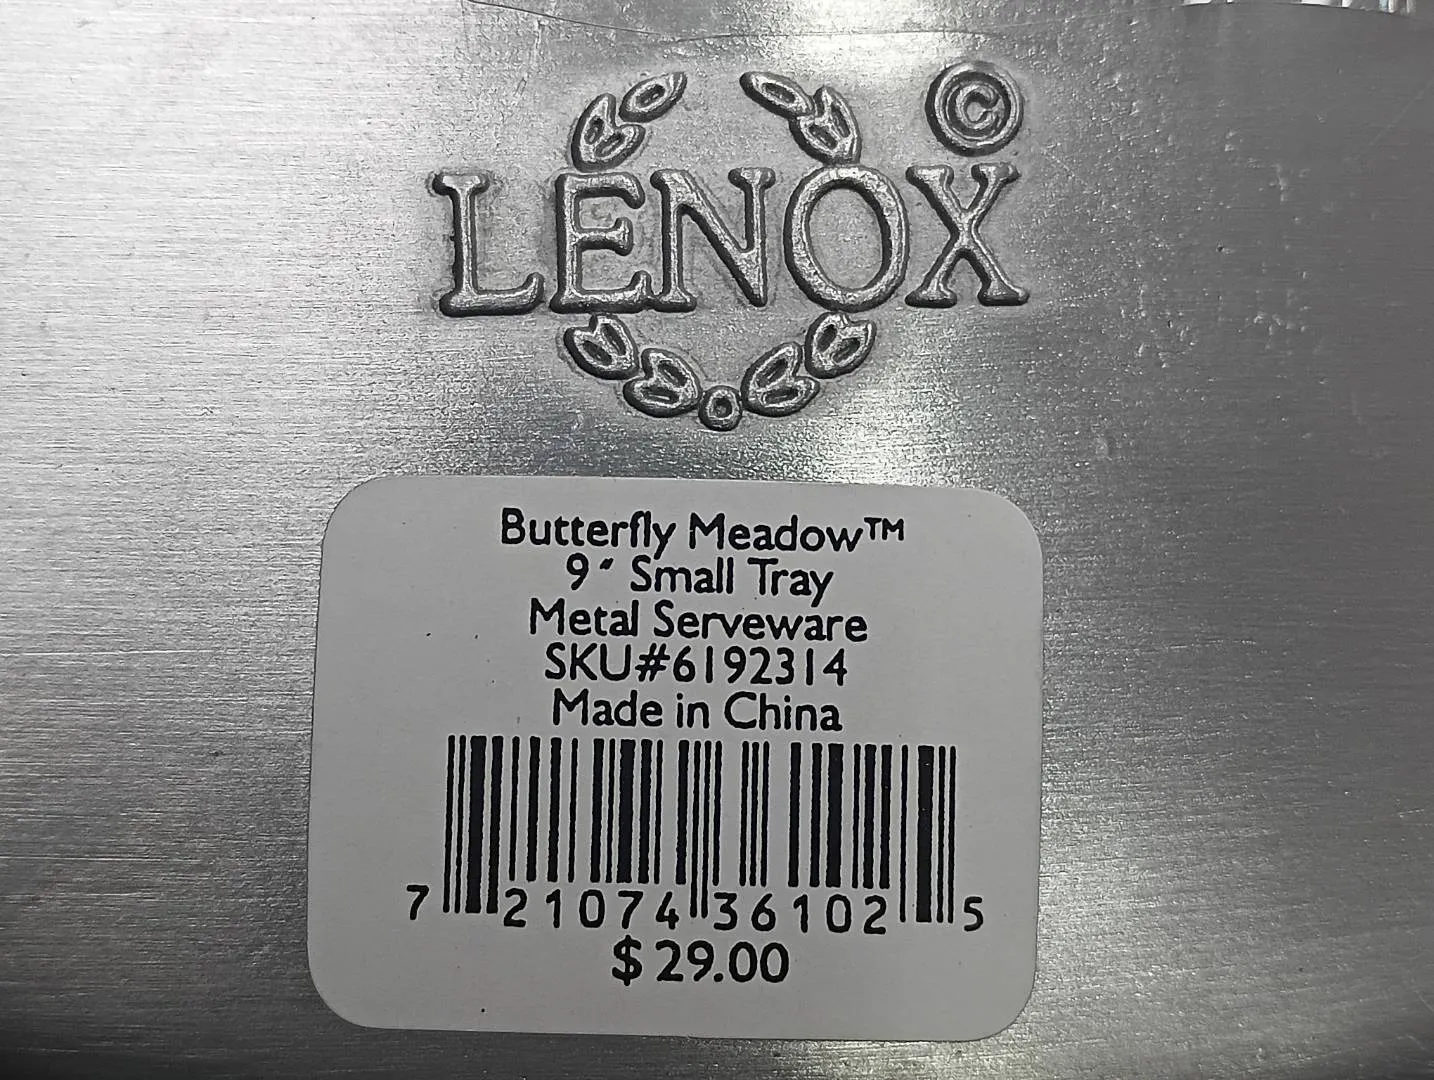 ©
LENOX
Butterfly Meadow™
9" Small Tray
Metal Serveware
SKU#6192314
Made in China
7 21074 36102 5
$29.00